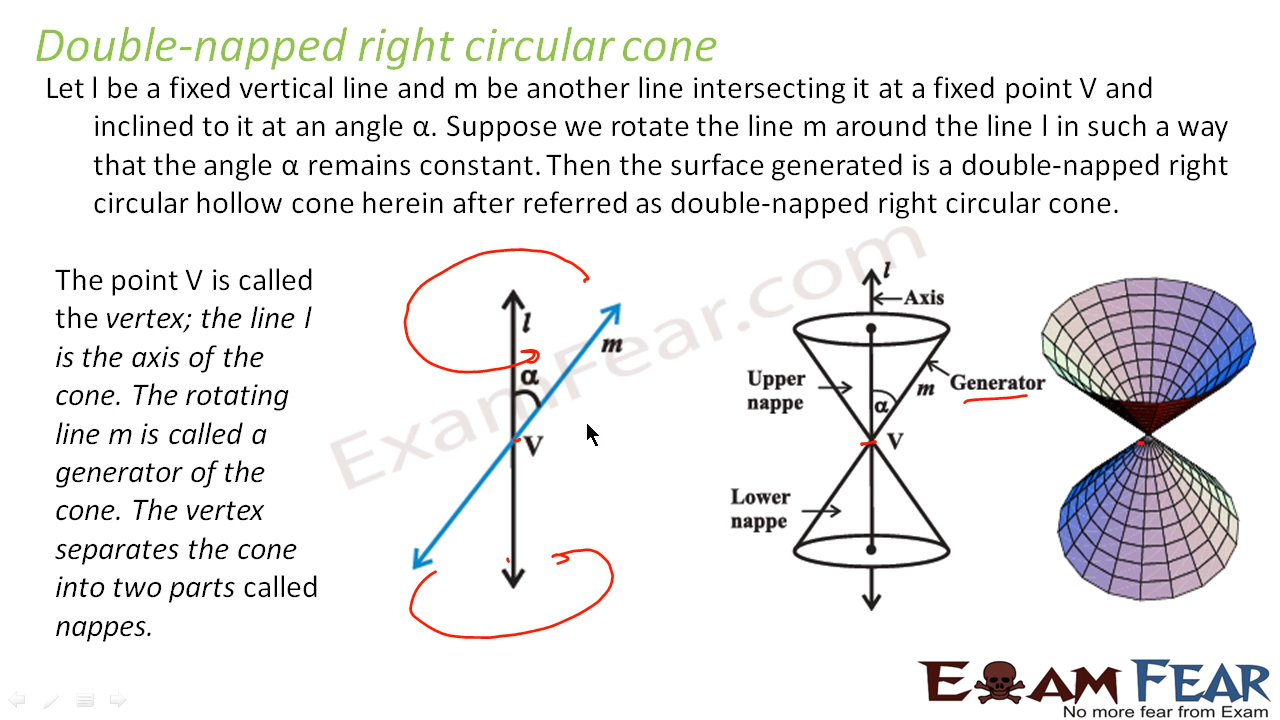 Double-napped right circular cone
Let l be a fixed vertical line and m be another line intersecting it at a fixed point V and
inclined to it at an angle α. Suppose we rotate the line m around the line l in such a way
that the angle α remains constant. Then the surface generated is a double-napped right
circular hollow cone herein after referred as double-napped right circular cone.
The point V is called
the vertex; the line l
is the axis of the
cone. The rotating
line m is called a
generator of the
cone. The vertex
separates the cone
into two parts called
nappes.
l
m
α
V
l
Axis
Upper
nappe
Generator
m
α
V
Lower
nappe
ExamFear.com
EXAM FEAR
No more fear from Exam